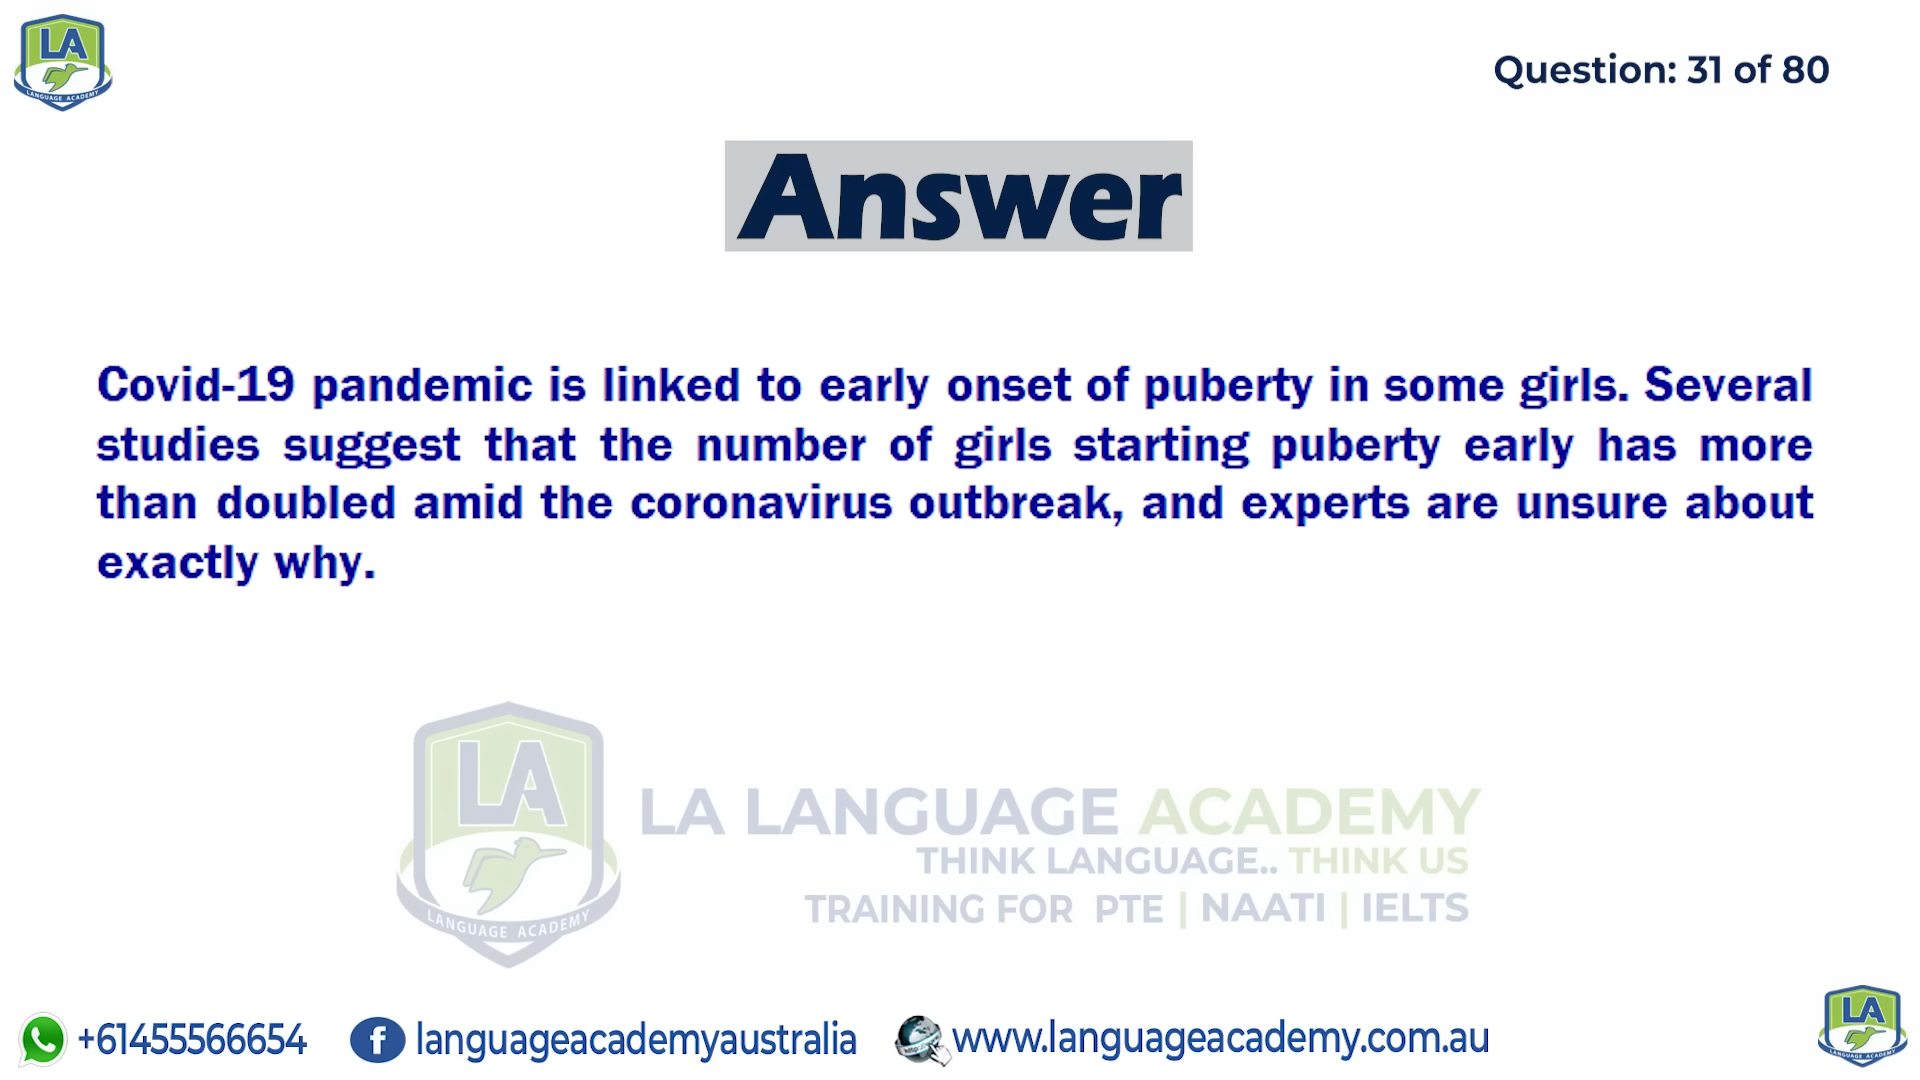 LA
LANGUAGE ACADEMY
Question: 31 of 80
Answer
Covid-19 pandemic is linked to early onset of puberty in some girls. Several
studies suggest that the number of girls starting puberty early has more
than doubled amid the coronavirus outbreak, and experts are unsure about
exactly why.
LA
LANGUAGE ACADEMY
LA LANGUAGE ACADEMY
THINK LANGUAGE.. THINK US
TRAINING FOR PTE | NAATI | IELTS
+61455566654
f
languageacademyaustralia
http
www.languageacademy.com.au
LA
LANGUAGE ACADEMY